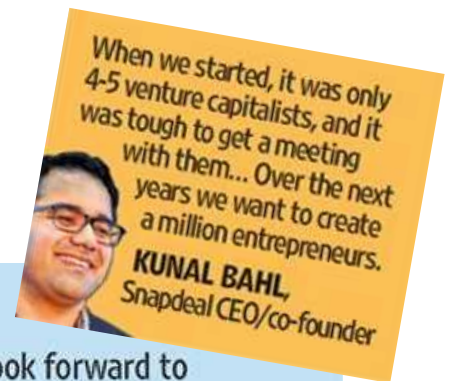 When we started, it was only
4-5 venture capitalists, and it
was tough to get a meeting
with them... Over the next
years we want to create
a million entrepreneurs.
KUNAL BAHL,
Snapdeal CEO/co-founder
ook forward to